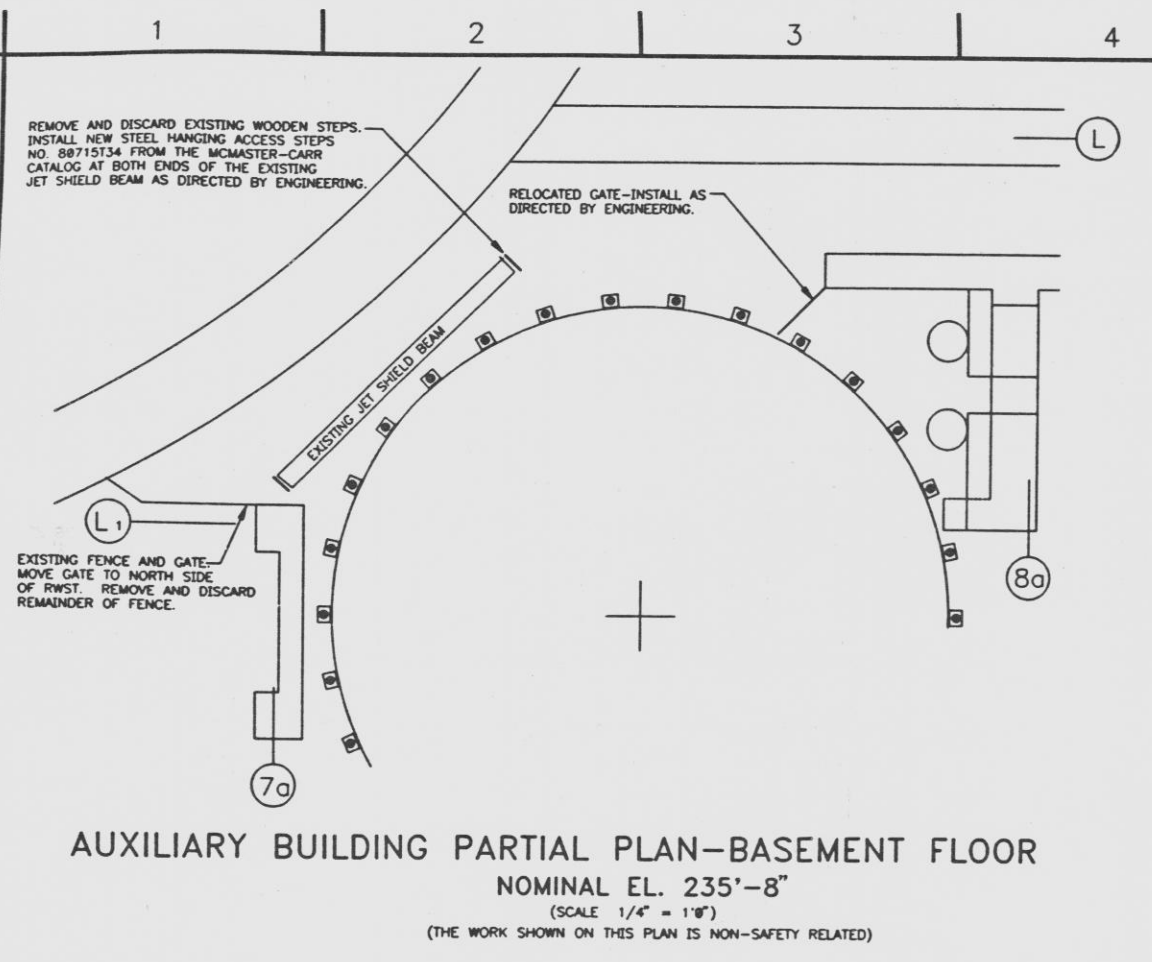 1 2 3 4
REMOVE AND DISCARD EXISTING WOODEN STEPS.
INSTALL NEW STEEL HANGING ACCESS STEPS
NO. 80715T34 FROM THE MCMASTER-CARR
CATALOG AT BOTH ENDS OF THE EXISTING
JET SHIELD BEAM AS DIRECTED BY ENGINEERING.
L
RELOCATED GATE-INSTALL AS
DIRECTED BY ENGINEERING.
EXISTING JET SHIELD BEAM
L1
EXISTING FENCE AND GATE.
MOVE GATE TO NORTH SIDE
OF RWST. REMOVE AND DISCARD
REMAINDER OF FENCE.
8a
7a
AUXILIARY BUILDING PARTIAL PLAN-BASEMENT FLOOR
NOMINAL EL. 235'-8"
(SCALE 1/4" = 1'0")
(THE WORK SHOWN ON THIS PLAN IS NON-SAFETY RELATED)